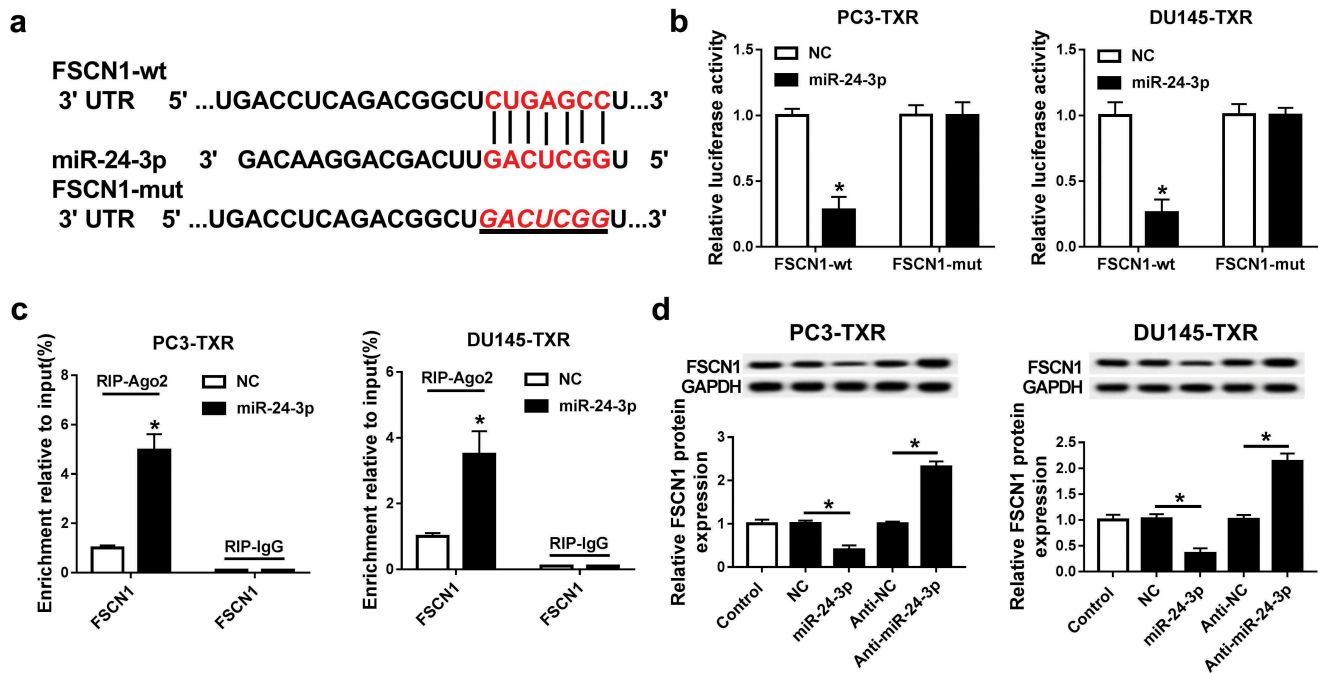 a
FSCN1-wt
3' UTR 5' ...UGACCUCAGACGGCUCUGAGCCU...3'
miR-24-3p 3' GACAAGGACGACUUGACUCGGU 5'
FSCN1-mut
3' UTR 5' ...UGACCUCAGACGGCUGACUCGGU...3'
b
PC3-TXR
Relative luciferase activity
1.5
1.0
0.5
0.0
NC
miR-24-3p
*
FSCN1-wt FSCN1-mut
DU145-TXR
Relative luciferase activity
1.5
1.0
0.5
0.0
NC
miR-24-3p
*
FSCN1-wt FSCN1-mut
c
PC3-TXR
Enrichment relative to input(%)
8
6
4
2
0
RIP-Ago2
NC
miR-24-3p
*
RIP-IgG
FSCN1 FSCN1
DU145-TXR
Enrichment relative to input(%)
6
4
2
0
RIP-Ago2
NC
miR-24-3p
*
RIP-IgG
FSCN1 FSCN1
d
PC3-TXR
FSCN1
GAPDH
Relative FSCN1 protein
expression
3
2
1
0
*
*
Control NC miR-24-3p Anti-NC Anti-miR-24-3p
DU145-TXR
FSCN1
GAPDH
Relative FSCN1 protein
expression
2.5
2.0
1.5
1.0
0.5
0.0
*
*
Control NC miR-24-3p Anti-NC Anti-miR-24-3p